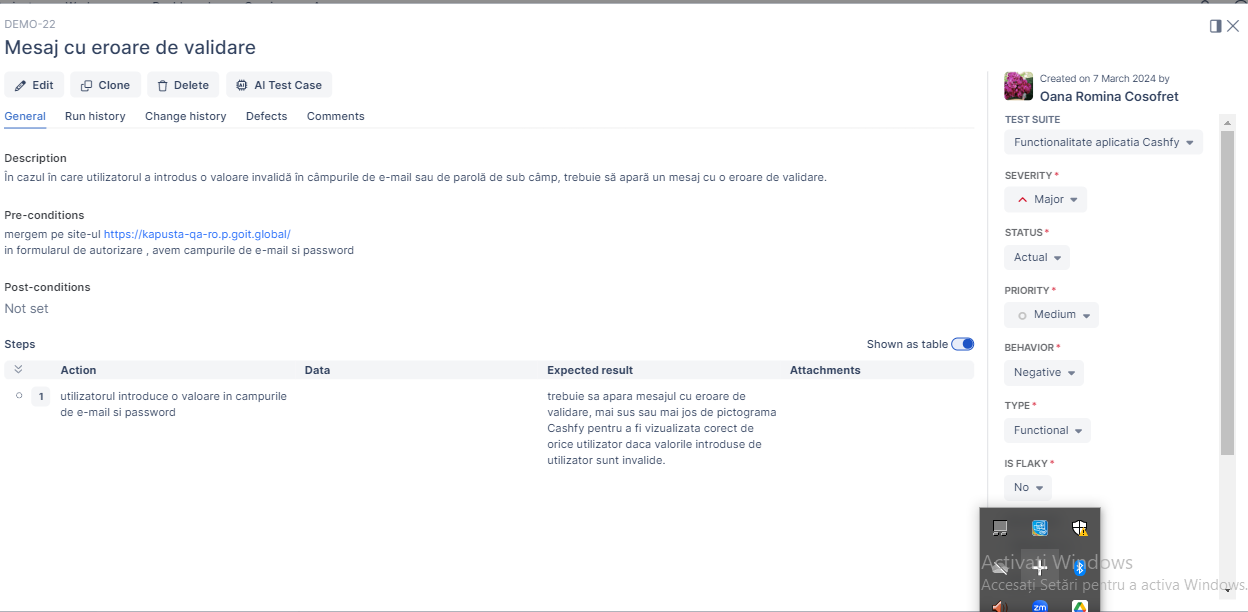 DEMO-22
Mesaj cu eroare de validare
Edit
Clone
Delete
AI Test Case
General
Run history
Change history
Defects
Comments
Description
În cazul în care utilizatorul a introdus o valoare invalidă în câmpurile de e-mail sau de parolă de sub câmp, trebuie să apară un mesaj cu o eroare de validare.
Pre-conditions
mergem pe site-ul https://kapusta-qa-ro.p.goit.global/
in formularul de autorizare , avem campurile de e-mail si password
Post-conditions
Not set
Steps
Shown as table
Action
Data
Expected result
Attachments
1
utilizatorul introduce o valoare in campurile
de e-mail si password
trebuie sa apara mesajul cu eroare de
validare, mai sus sau mai jos de pictograma
Cashfy pentru a fi vizualizata corect de
orice utilizator daca valorile introduse de
utilizator sunt invalide.
Created on 7 March 2024 by
Oana Romina Cosofret
TEST SUITE
Functionalitate aplicatia Cashfy
SEVERITY*
Major
STATUS*
Actual
PRIORITY*
Medium
BEHAVIOR*
Negative
TYPE*
Functional
IS FLAKY*
No
Activați Windows
Accesați Setări pentru a activa Windows.
zm